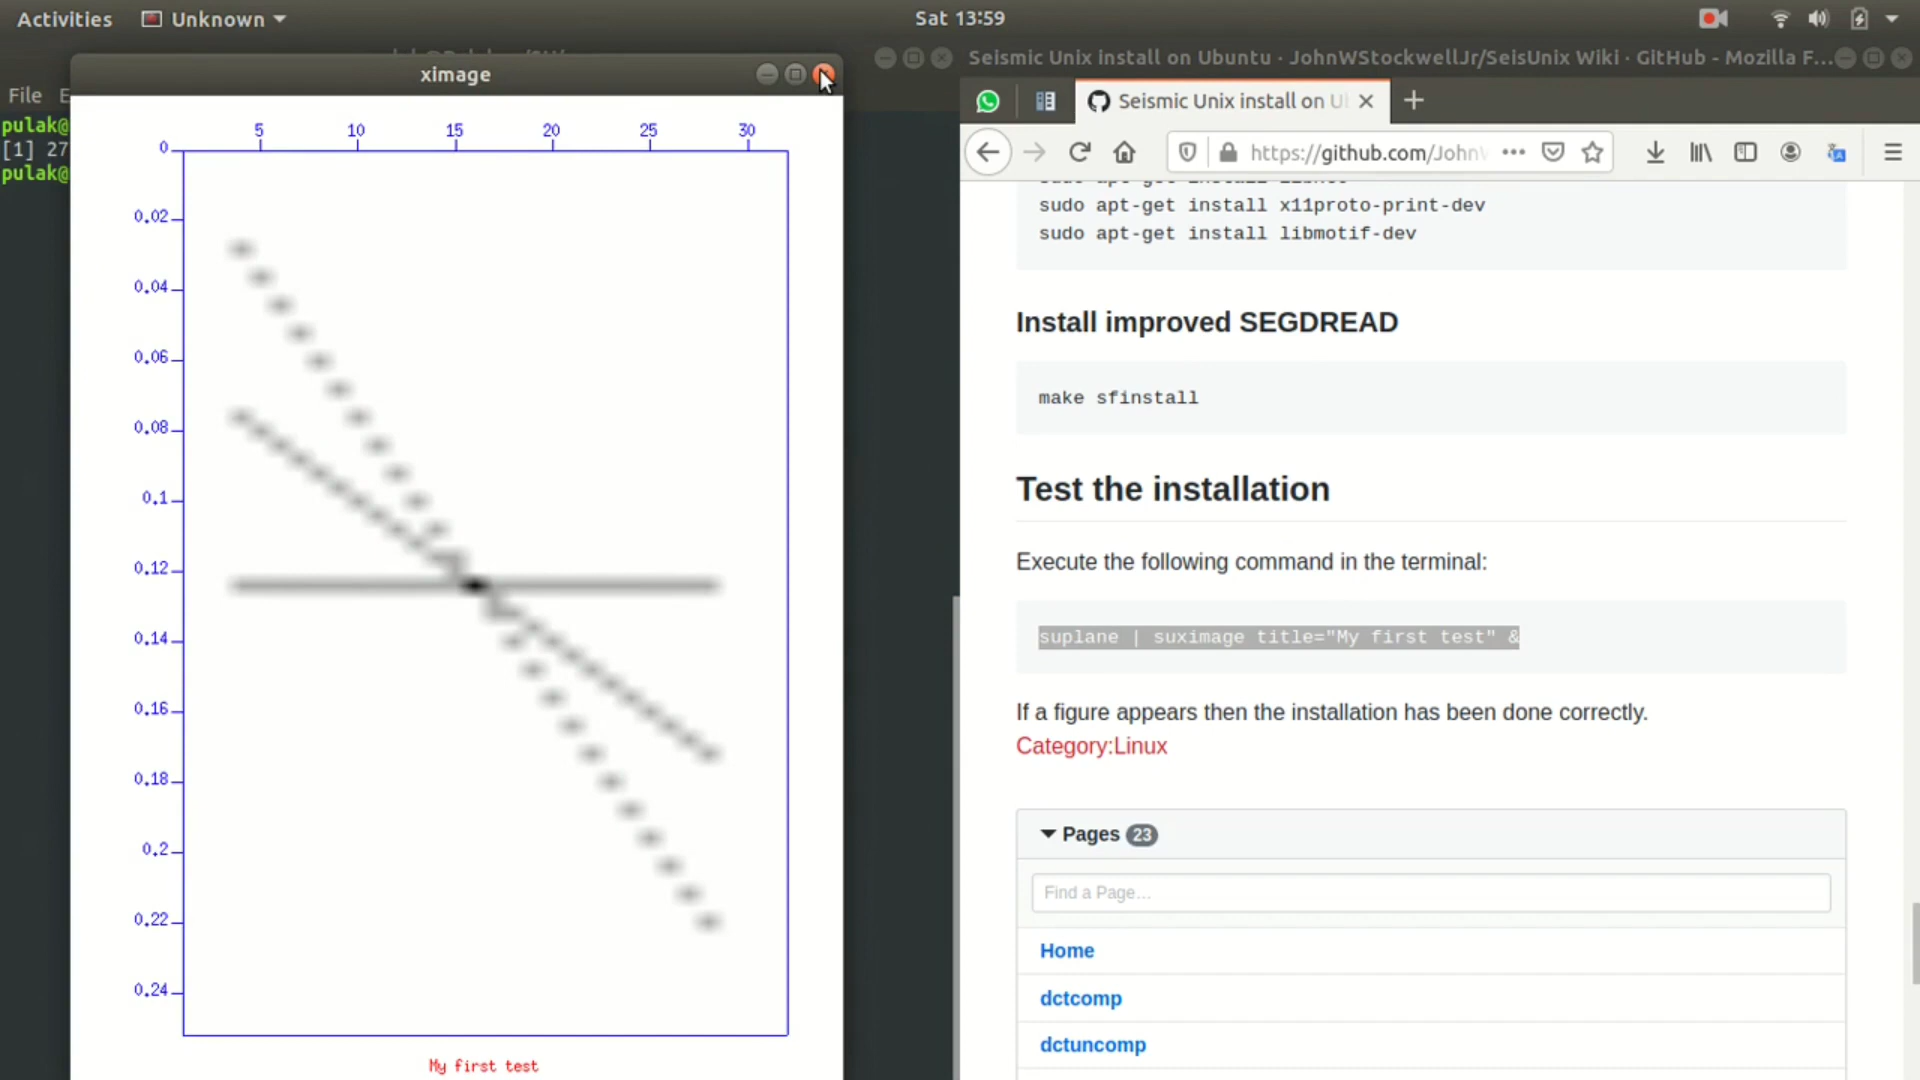 Activities
Unknown
Sat 13:59
ximage
Seismic Unix install on Ubuntu · JohnWStockwellJr/SeisUnix Wiki · GitHub - Mozilla F...
File E
pulak@
[1] 27
pulak@
Seismic Unix install on U
https://github.com/John
5 10 15 20 25 30
0
0.02
0.04
0.06
0.08
0.1
0.12
0.14
0.16
0.18
0.2
0.22
0.24
My first test
sudo apt-get install x11proto-print-dev
sudo apt-get install libmotif-dev
Install improved SEGDREAD
make sfinstall
Test the installation
Execute the following command in the terminal:
suplane | suximage title="My first test" &
If a figure appears then the installation has been done correctly.
Category:Linux
Pages 23
Find a Page...
Home
dctcomp
dctuncomp